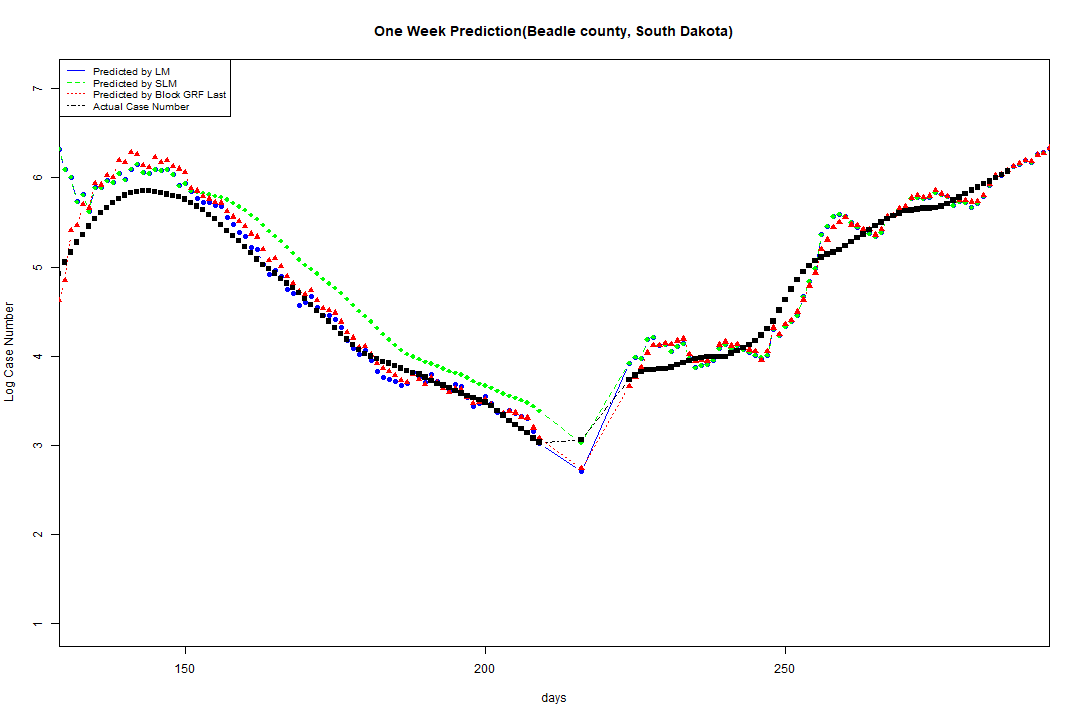 One Week Prediction(Beadle county, South Dakota)
Predicted by LM
Predicted by SLM
Predicted by Block GRF Last
Actual Case Number
7
6
5
4
3
2
1
Log Case Number
150 200 250
days